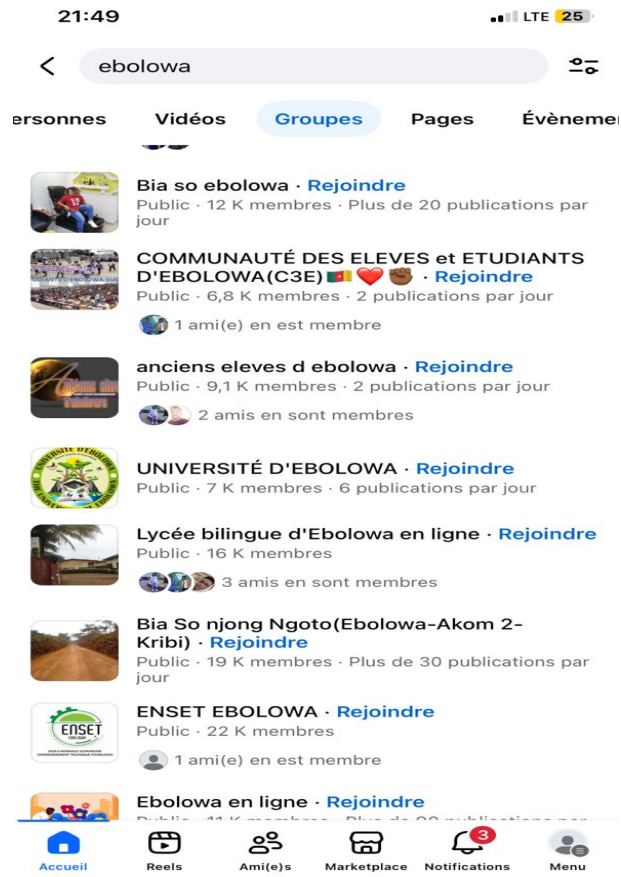 21:49
LTE 25
ebolowa
ersonnes Vidéos Groupes Pages Évèneme
Bia so ebolowa · Rejoindre
Public · 12 K membres · Plus de 20 publications par
jour
COMMUNAUTÉ DES ELEVES et ETUDIANTS
D'EBOLOWA(C3E)🇨🇲❤️✊🏾 · Rejoindre
Public · 6,8 K membres · 2 publications par jour
1 ami(e) en est membre
anciens eleves d ebolowa · Rejoindre
Public · 9,1 K membres · 2 publications par jour
2 amis en sont membres
UNIVERSITÉ D'EBOLOWA · Rejoindre
Public · 7 K membres · 6 publications par jour
Lycée bilingue d'Ebolowa en ligne · Rejoindre
Public · 16 K membres
3 amis en sont membres
Bia So njong Ngoto(Ebolowa-Akom 2-
Kribi) · Rejoindre
Public · 19 K membres · Plus de 30 publications par
jour
ENSET
ENSET EBOLOWA · Rejoindre
Public · 22 K membres
1 ami(e) en est membre
Ebolowa en ligne · Rejoindre
3
Accueil Reels Ami(e)s Marketplace Notifications Menu